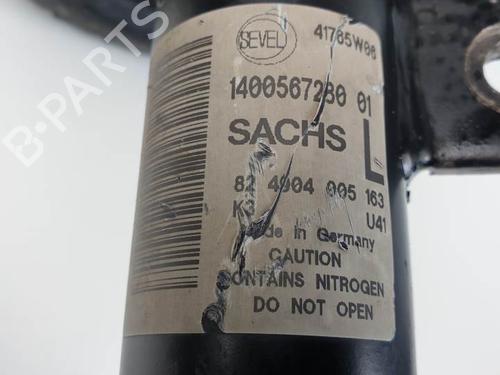 SEVEL
41765W06
1400567280 01
SACHS L
82 4904 005 163
U41
Made in Germany
CAUTION
CONTAINS NITROGEN
DO NOT OPEN
B-PARTS